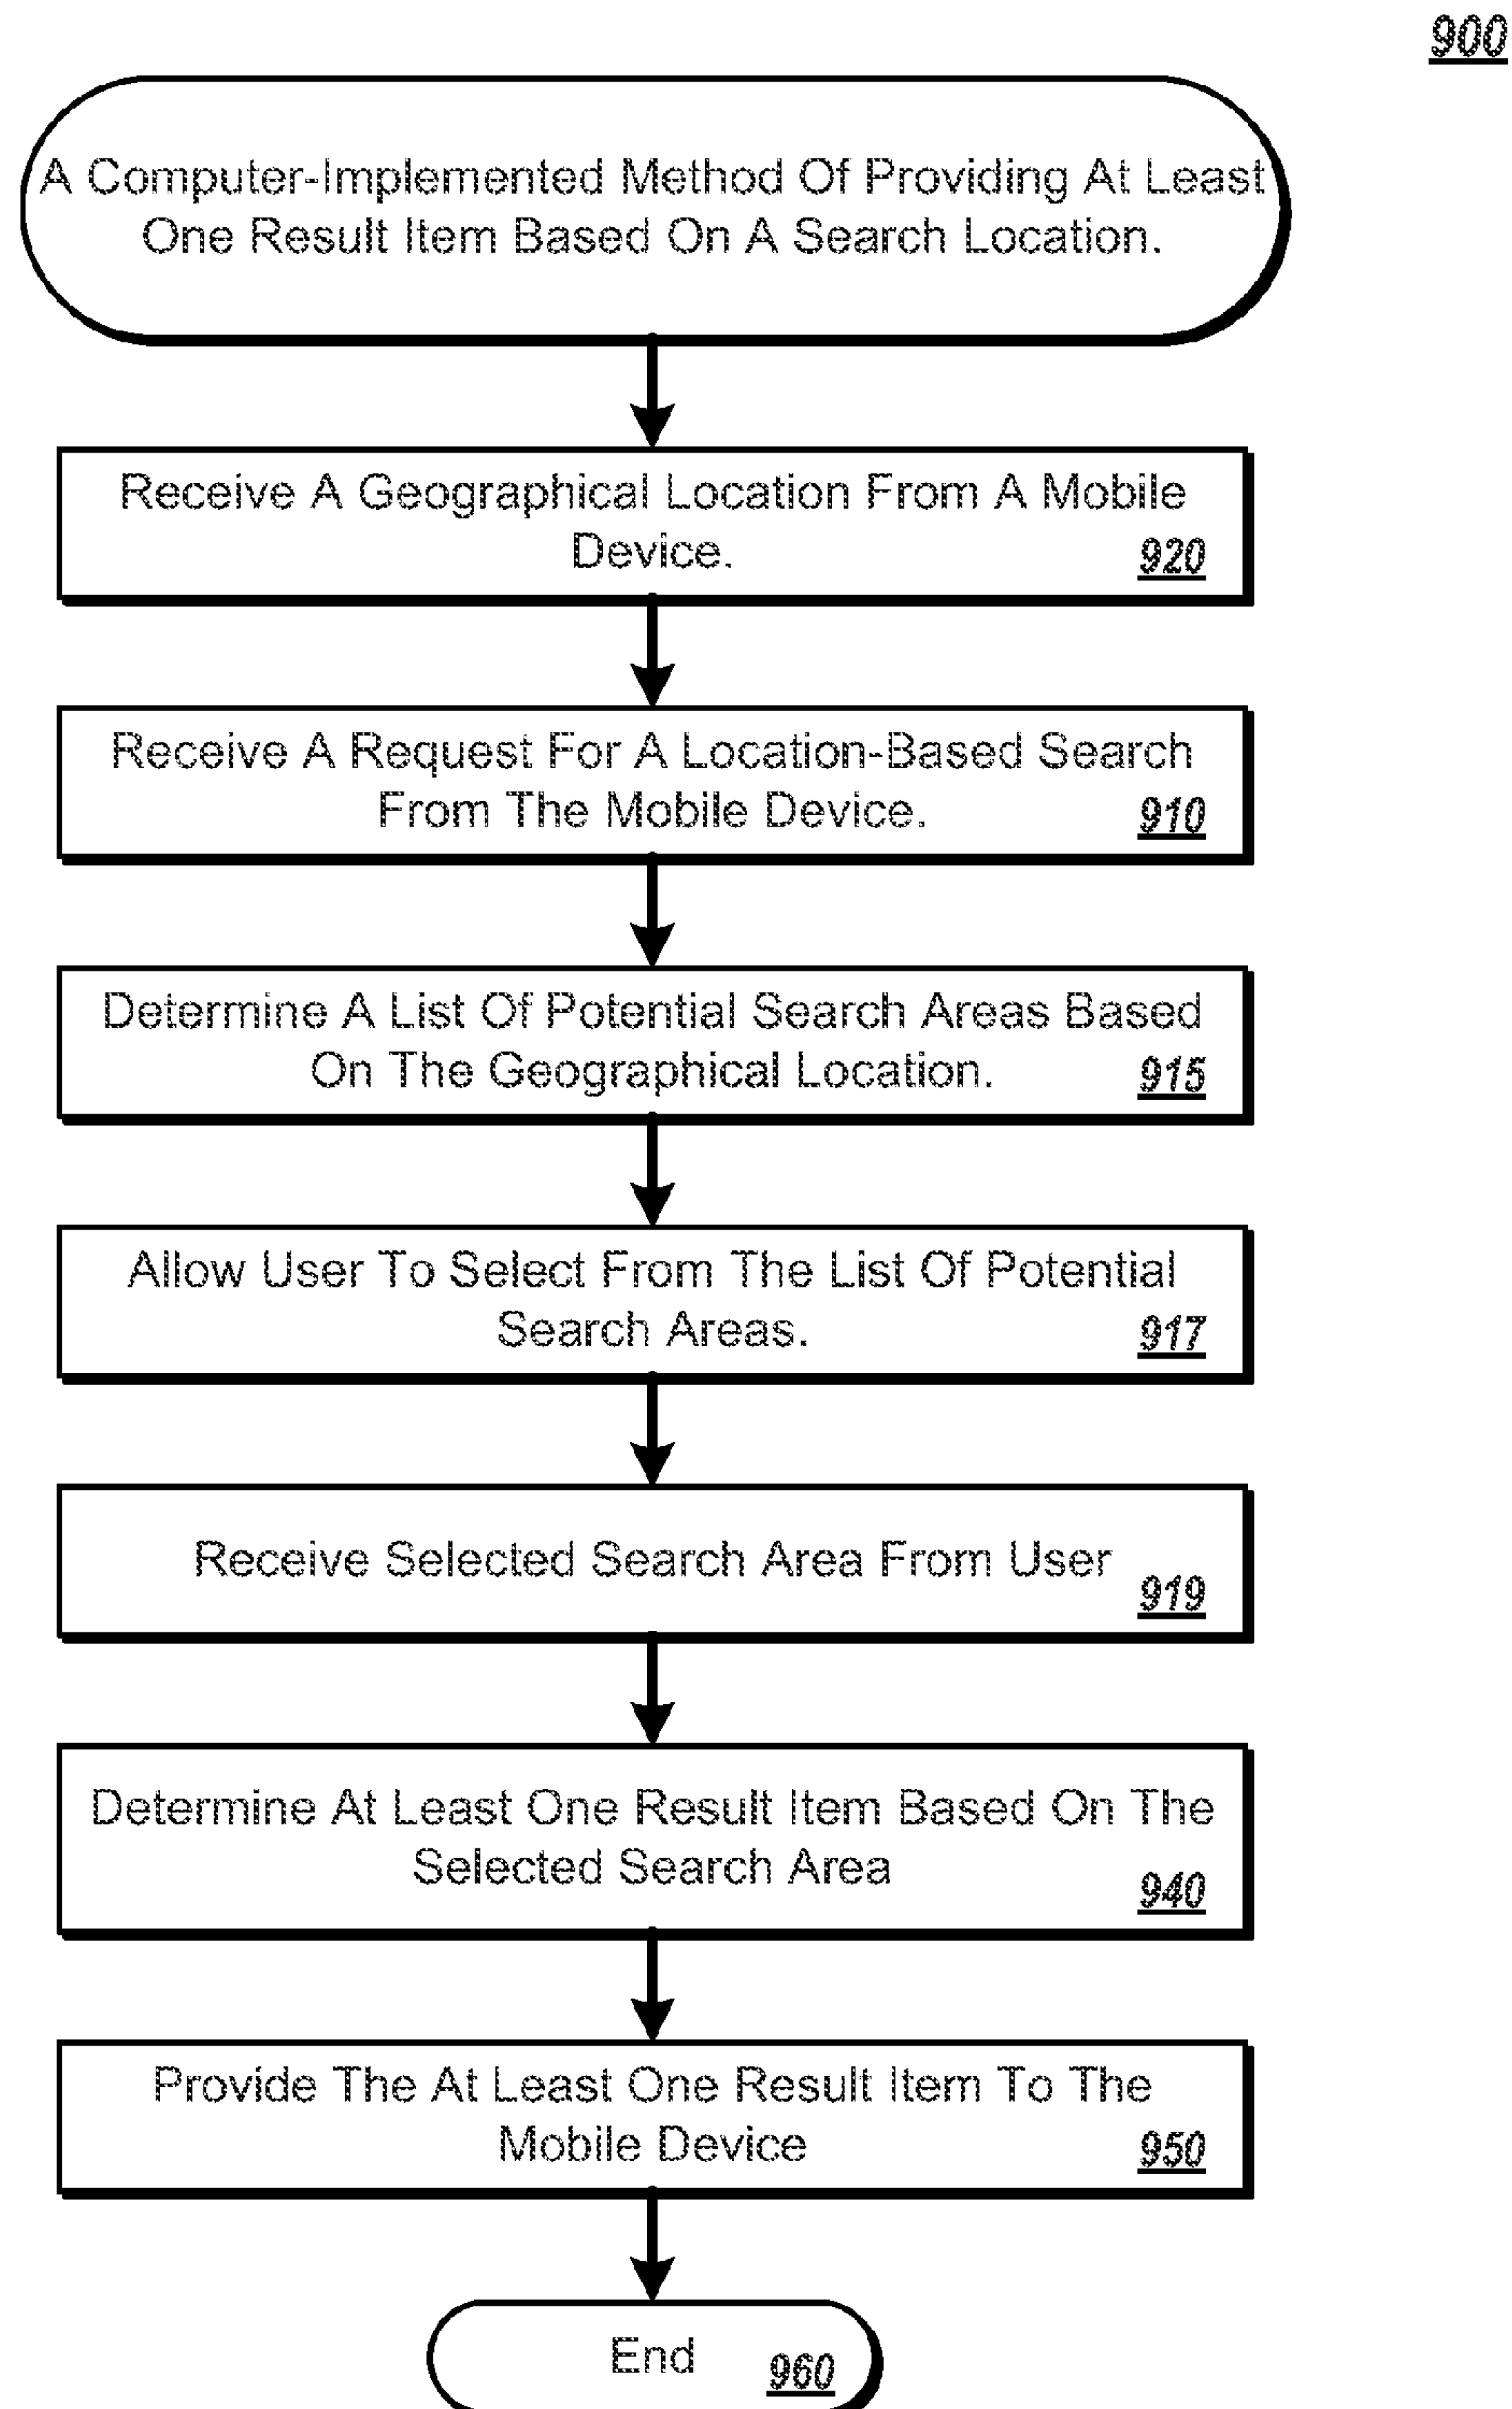 900
A Computer-Implemented Method Of Providing At Least
One Result Item Based On A Search Location.
Receive A Geographical Location From A Mobile
Device.
920
Receive A Request For A Location-Based Search
From The Mobile Device.
910
Determine A List Of Potential Search Areas Based
On The Geographical Location.
915
Allow User To Select From The List Of Potential
Search Areas.
917
Receive Selected Search Area From User
919
Determine At Least One Result Item Based On The
Selected Search Area
940
Provide The At Least One Result Item To The
Mobile Device
950
End
960